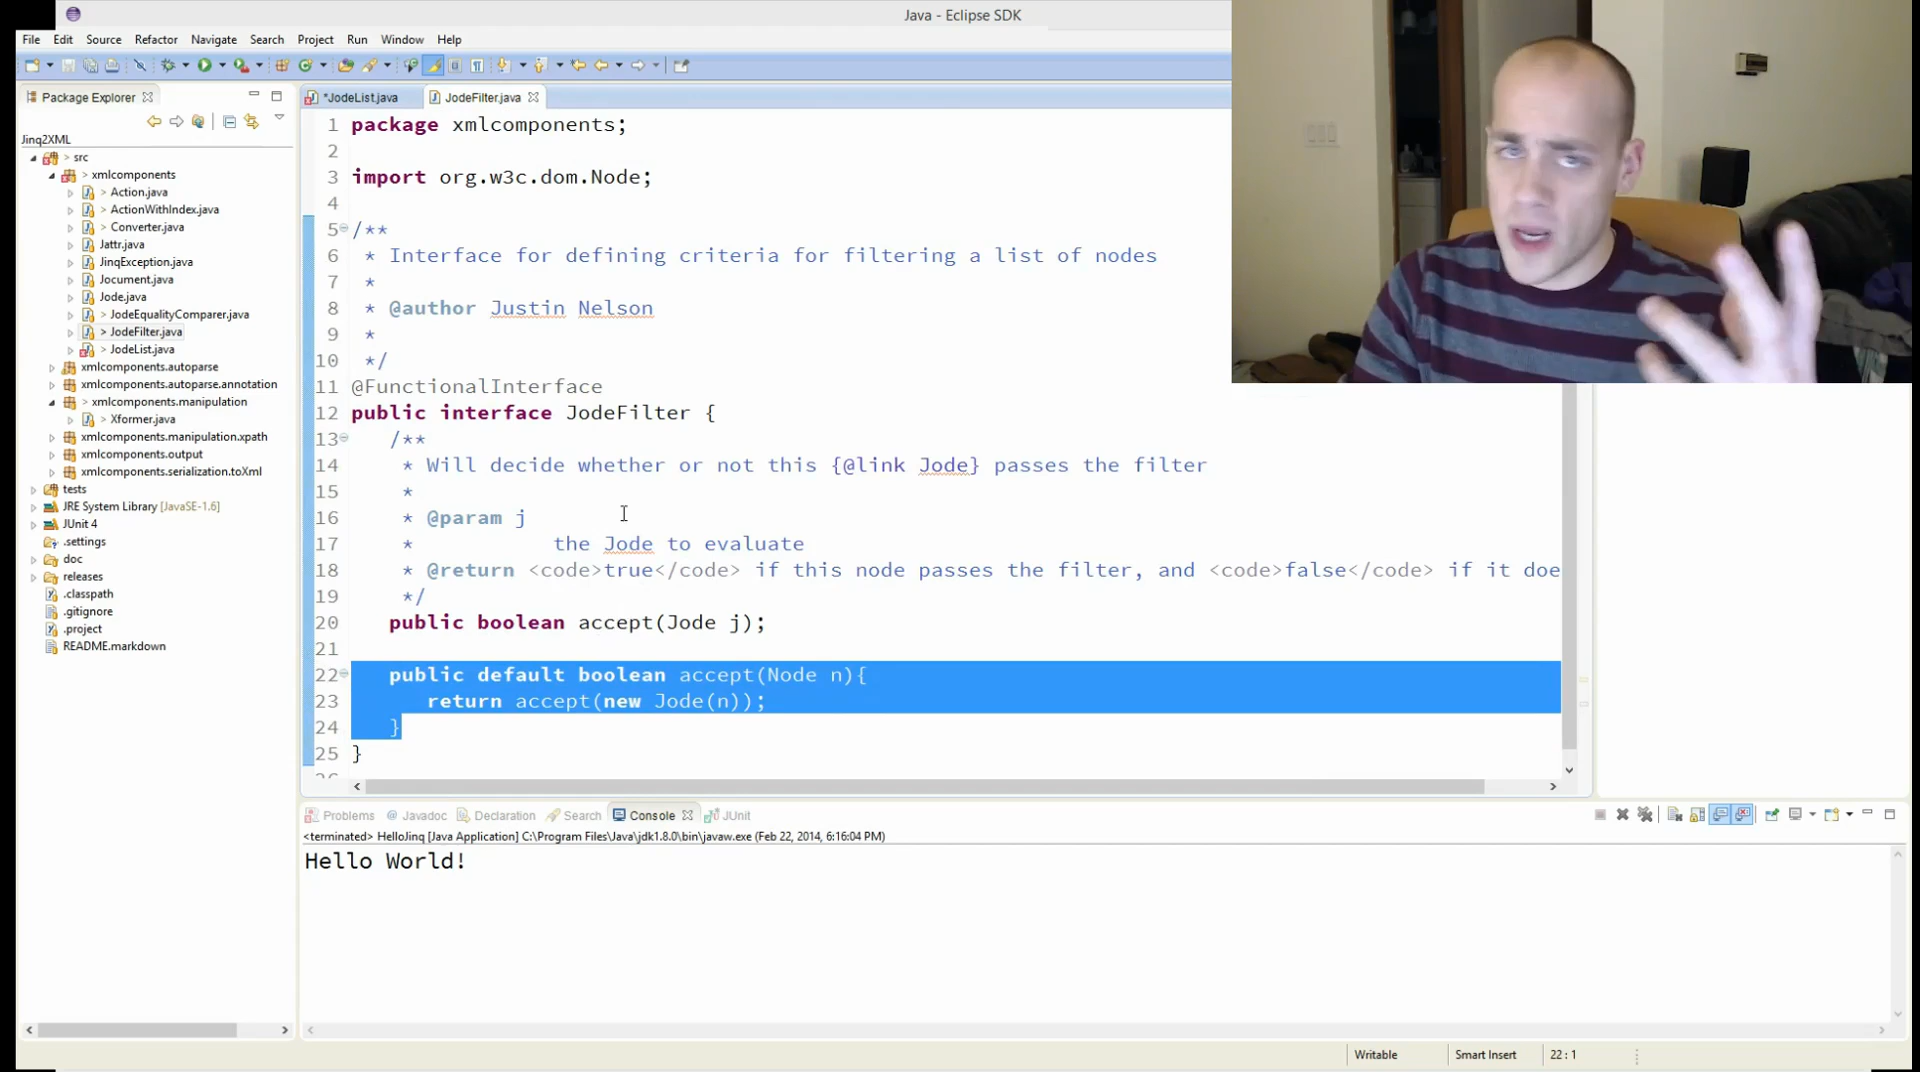 Java - Eclipse SDK
File Edit Source Refactor Navigate Search Project Run Window Help
Package Explorer
*JodeList.java
JodeFilter.java
Jinq2XML
> src
> xmlcomponents
> Action.java
> ActionWithIndex.java
> Converter.java
Jattr.java
JinqException.java
Jocument.java
Jode.java
> JodeEqualityComparer.java
> JodeFilter.java
> JodeList.java
xmlcomponents.autoparse
xmlcomponents.autoparse.annotation
> xmlcomponents.manipulation
> Xformer.java
xmlcomponents.manipulation.xpath
xmlcomponents.output
xmlcomponents.serialization.toXml
tests
JRE System Library [JavaSE-1.6]
JUnit 4
.settings
doc
releases
.classpath
.gitignore
.project
README.markdown
1 package xmlcomponents;
2
3 import org.w3c.dom.Node;
4
5 /**
6 * Interface for defining criteria for filtering a list of nodes
7 *
8 * @author Justin Nelson
9 *
10 */
11 @FunctionalInterface
12 public interface JodeFilter {
13 /**
14 * Will decide whether or not this {@link Jode} passes the filter
15 *
16 * @param j
17 * the Jode to evaluate
18 * @return <code>true</code> if this node passes the filter, and <code>false</code> if it doe
19 */
20 public boolean accept(Jode j);
21
22 public default boolean accept(Node n){
23 return accept(new Jode(n));
24 }
25 }
26
Problems @ Javadoc Declaration Search Console JUnit
<terminated> HelloJinq [Java Application] C:\Program Files\Java\jdk1.8.0\bin\javaw.exe (Feb 22, 2014, 6:16:04 PM)
Hello World!
Writable Smart Insert 22 : 1